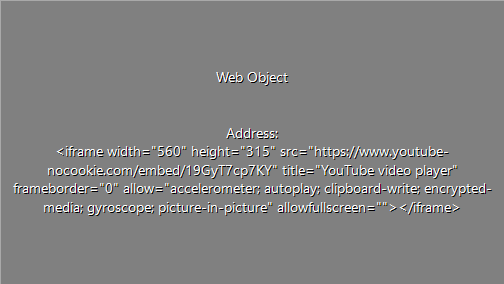 Web Object
Address:
<iframe width="560" height="315" src="https://www.youtube-
nocookie.com/embed/19GyT7cp7KY" title="YouTube video player"
frameborder="0" allow="accelerometer; autoplay; clipboard-write; encrypted-
media; gyroscope; picture-in-picture" allowfullscreen=""></iframe>